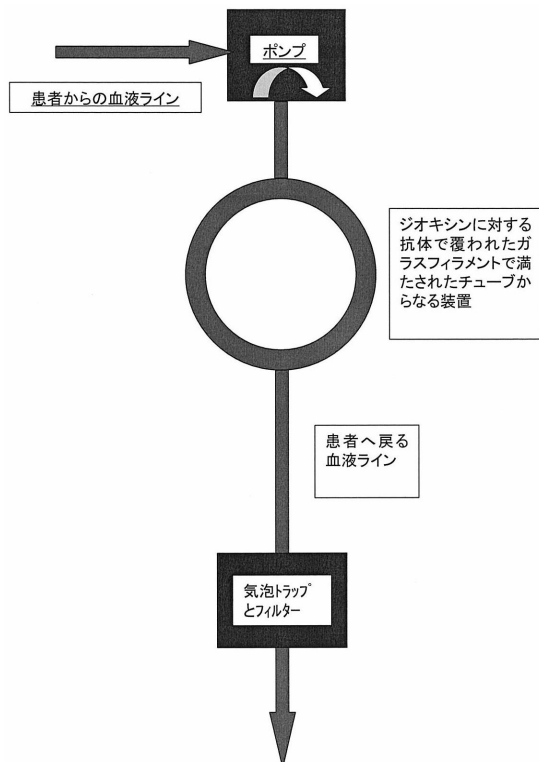 ポンプ
患者からの血液ライン
ジオキシンに対する
抗体で覆われたガ
ラスフィラメントで満
たされたチューブか
らなる装置
患者へ戻る
血液ライン
気泡トラップ
とフィルター